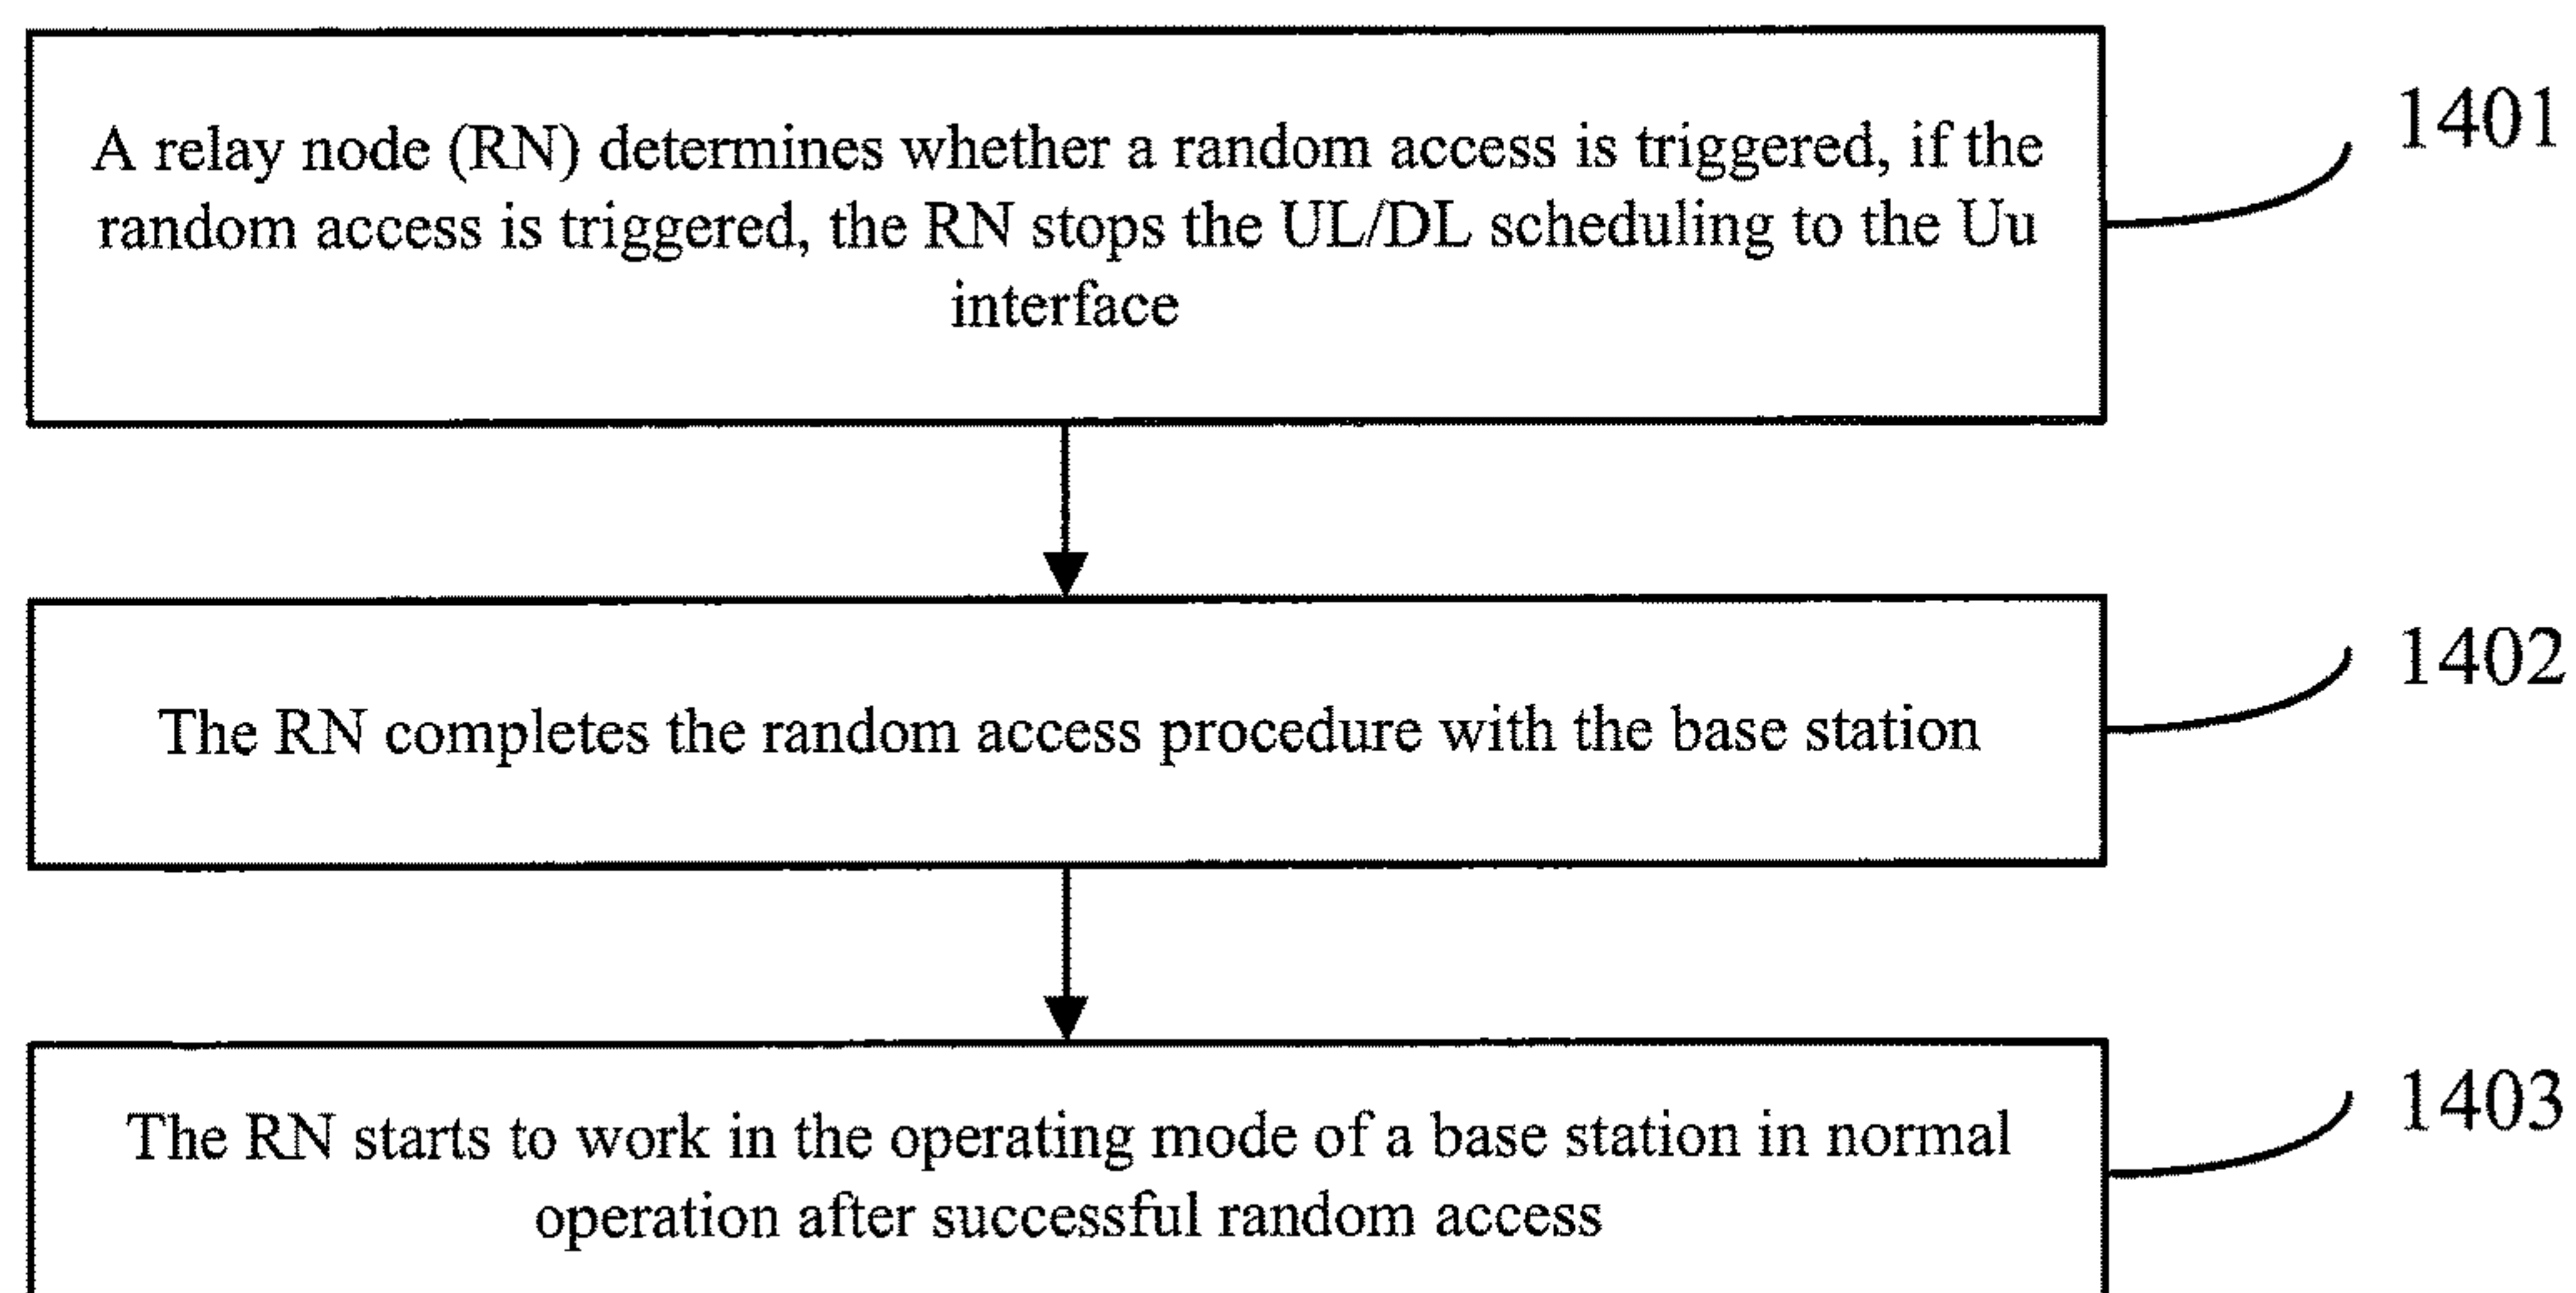 A relay node (RN) determines whether a random access is triggered, if the
random access is triggered, the RN stops the UL/DL scheduling to the Uu
interface
1401
The RN completes the random access procedure with the base station
1402
The RN starts to work in the operating mode of a base station in normal
operation after successful random access
1403